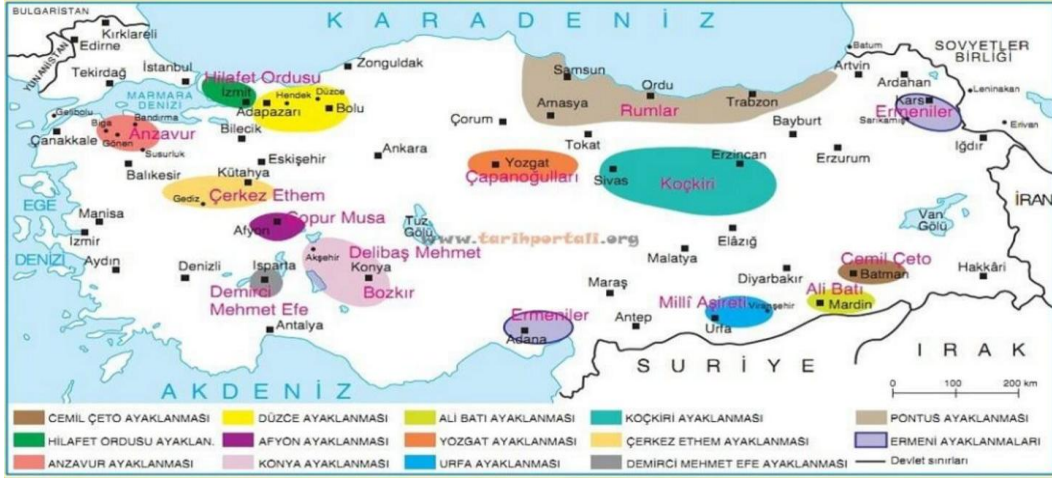 BULGARİSTAN
KARADENİZ
Kırklareli
Edirne
YUNANİSTAN
Tekirdağ
İstanbul
Zonguldak
Batum
SOVYETLER
BİRLİĞİ
Artvin
Ardahan
Hilafet Ordusu
İzmit
Hendek
Düzce
Adapazarı
Bolu
MARMARA
DENİZİ
Samsun
Ordu
Amasya
Rumlar
Trabzon
Kars
Leninakan
Ermeniler
Sarıkamış
Erivan
Gelibolu
Biga
Bandırma
Anzavur
Gönen
Çanakkale
Susurluk
Bilecik
Çorum
Tokat
Bayburt
Iğdır
Balıkesir
Eskişehir
Ankara
Yozgat
Çapanoğulları
Sivas
Erzincan
Koçkiri
Erzurum
Kütahya
Çerkez Ethem
Gediz
İRAN
EGE
DENİZİ
Manisa
İzmir
Aydın
Çopur Musa
Afyon
Tuz
Gölü
Van
Gölü
www.tarihportali.org
Elâzığ
Malatya
Delibaş Mehmet
Akşehir
Konya
Bozkır
Denizli
Isparta
Demirci
Mehmet Efe
Antalya
Maraş
Diyarbakır
Cemil Çeto
Batman
Hakkâri
Ali Batı
Mardin
Millî Aşireti
Viranşehir
Urfa
Ermeniler
Adana
Antep
SURİYE
IRAK
AKDENİZ
0 100 200 km
CEMİL ÇETO AYAKLANMASI
DÜZCE AYAKLANMASI
ALİ BATI AYAKLANMASI
KOÇKİRİ AYAKLANMASI
PONTUS AYAKLANMASI
HİLAFET ORDUSU AYAKLAN.
AFYON AYAKLANMASI
YOZGAT AYAKLANMASI
ÇERKEZ ETHEM AYAKLANMASI
ERMENİ AYAKLANMALARI
ANZAVUR AYAKLANMASI
KONYA AYAKLANMASI
URFA AYAKLANMASI
DEMİRCİ MEHMET EFE AYAKLANMASI
Devlet sınırları